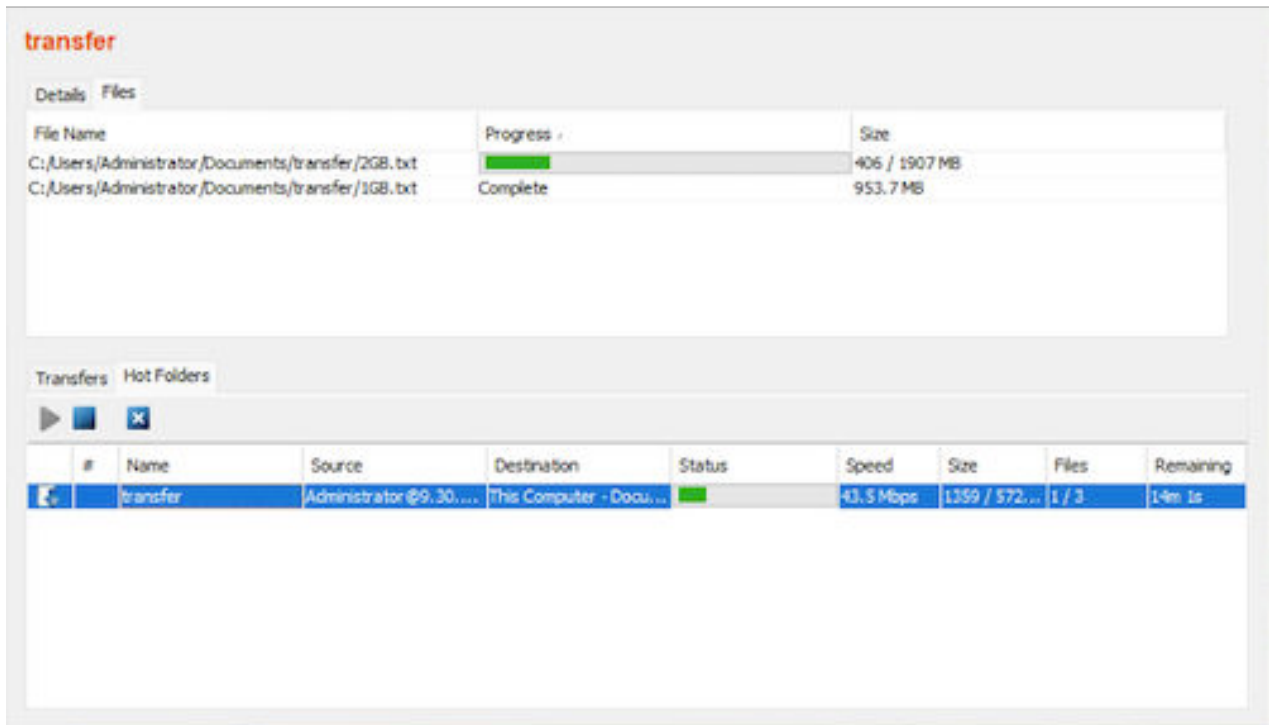 transfer
Details Files
File Name Progress Size
C:/Users/Administrator/Documents/transfer/2GB.txt 406 / 1907 MB
C:/Users/Administrator/Documents/transfer/1GB.txt Complete 953.7 MB
Transfers Hot Folders
# Name Source Destination Status Speed Size Files Remaining
transfer Administrator@9.30.... This Computer - Docu... 43.5 Mbps 1359 / 572... 1 / 3 14m 1s